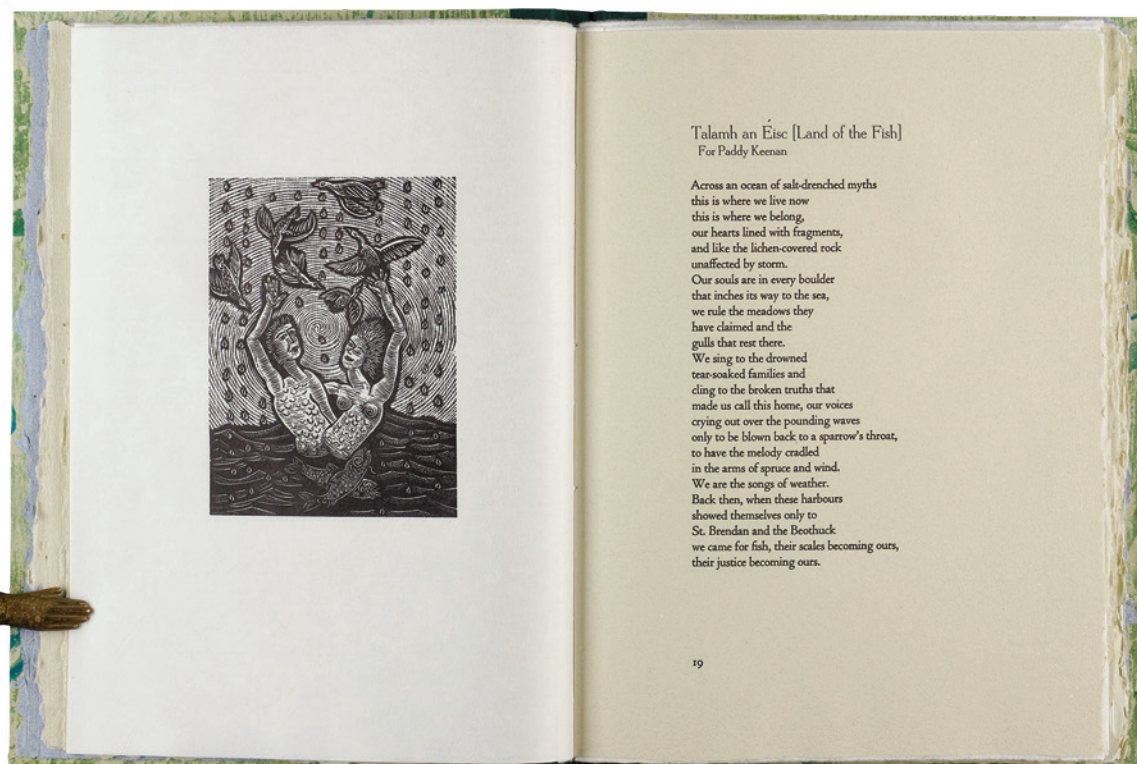 Talamh an Éisc [Land of the Fish]
For Paddy Keenan
Across an ocean of salt-drenched myths
this is where we live now
this is where we belong,
our hearts lined with fragments,
and like the lichen-covered rock
unaffected by storm.
Our souls are in every boulder
that inches its way to the sea,
we rule the meadows they
have claimed and the
gulls that rest there.
We sing to the drowned
tear-soaked families and
cling to the broken truths that
made us call this home, our voices
crying out over the pounding waves
only to be blown back to a sparrow's throat,
to have the melody cradled
in the arms of spruce and wind.
We are the songs of weather.
Back then, when these harbours
showed themselves only to
St. Brendan and the Beothuck
we came for fish, their scales becoming ours,
their justice becoming ours.
19